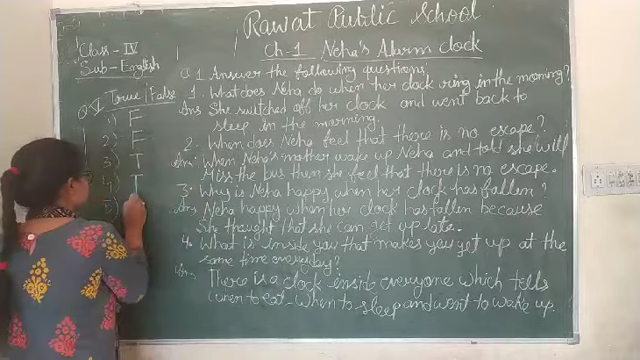 Rawat Public School
Class - IV
Sub - English
Ch-1 Neha's Alarm clock
Q.1 Answer the following questions
1. What does Neha do when her clock ring in the morning?
Ans She switched off her clock and went back to
sleep in the morning
2. When does Neha feel that there is no escape?
Ans When Neha's mother wake up Neha and told she will
Miss the bus then she feel that there is no escape.
3. Why is Neha happy when her clock has fallen?
Ans Neha happy when her clock has fallen because
She thought that she can get up late.
4. What is inside you that makes you get up at the
same time everyday?
Ans There is a clock inside everyone which tells
when to eat - When to sleep and went to wake up.
True / False
1) F
2) F
3) T
4) T
5)